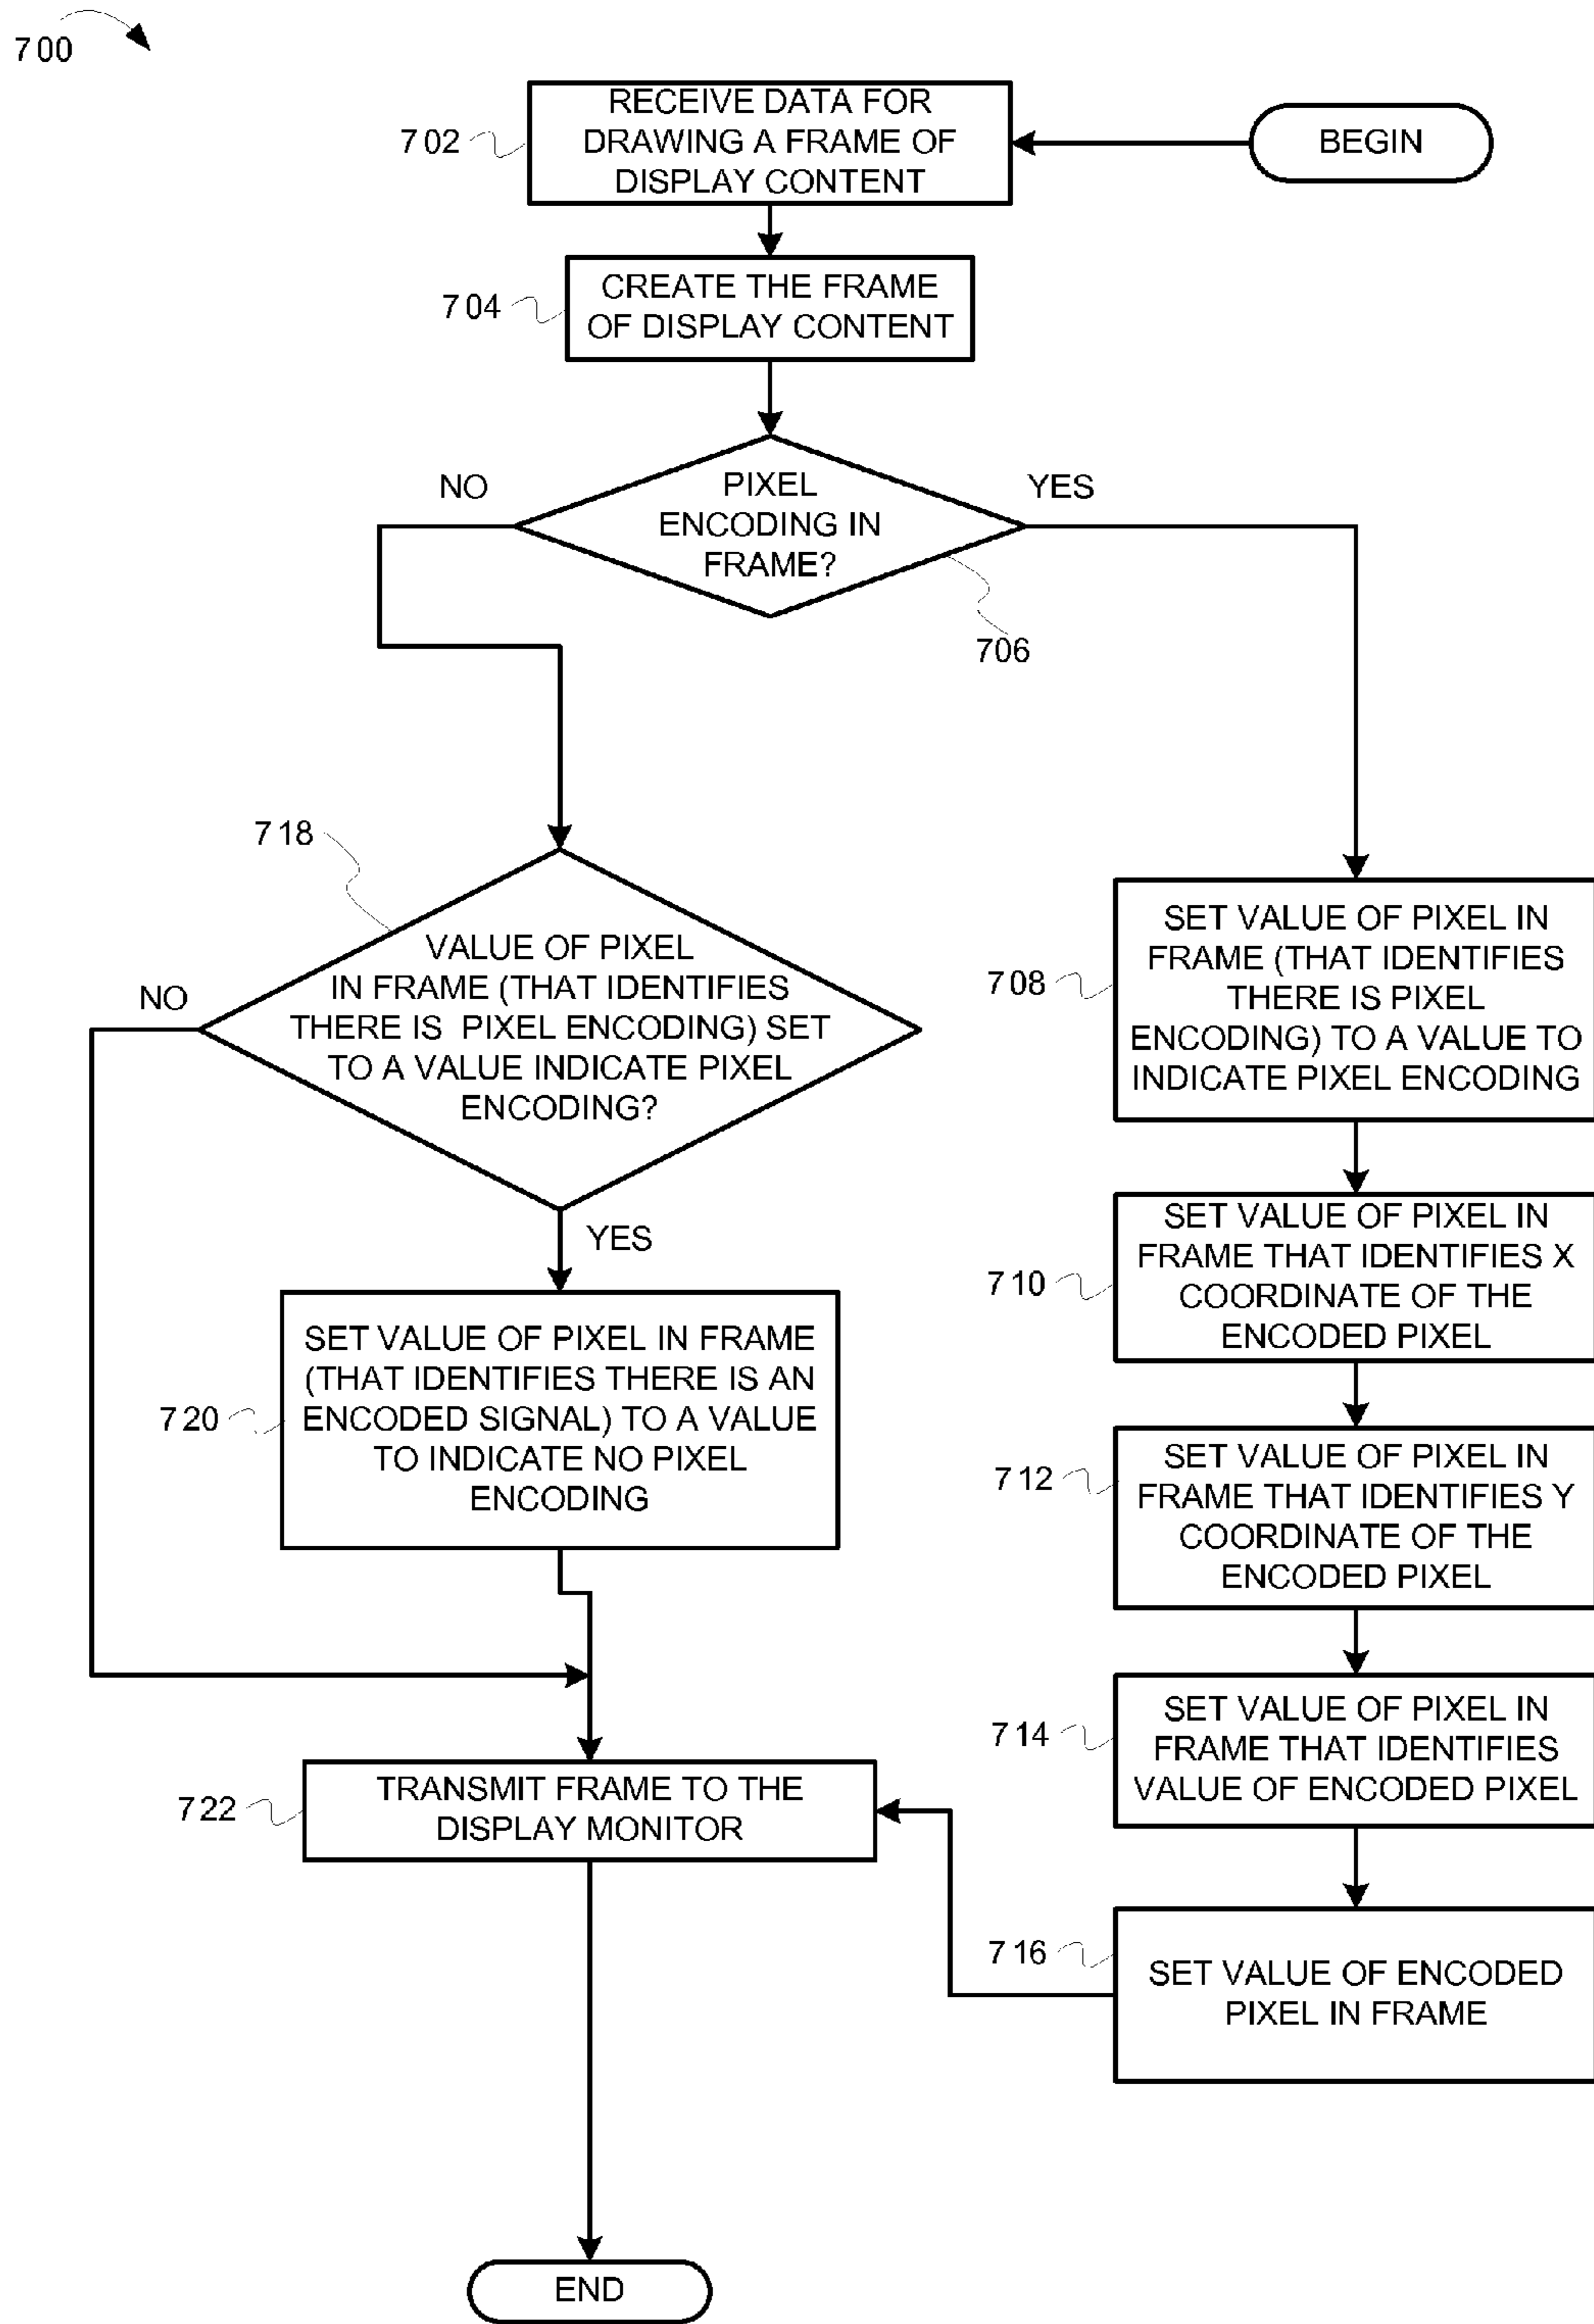 700
702
RECEIVE DATA FOR
DRAWING A FRAME OF
DISPLAY CONTENT
BEGIN
704
CREATE THE FRAME
OF DISPLAY CONTENT
NO
PIXEL
ENCODING IN
FRAME?
YES
706
718
VALUE OF PIXEL
IN FRAME (THAT IDENTIFIES
THERE IS PIXEL ENCODING) SET
TO A VALUE INDICATE PIXEL
ENCODING?
NO
YES
708
SET VALUE OF PIXEL IN
FRAME (THAT IDENTIFIES
THERE IS PIXEL
ENCODING) TO A VALUE TO
INDICATE PIXEL ENCODING
710
SET VALUE OF PIXEL IN
FRAME THAT IDENTIFIES X
COORDINATE OF THE
ENCODED PIXEL
720
SET VALUE OF PIXEL IN FRAME
(THAT IDENTIFIES THERE IS AN
ENCODED SIGNAL) TO A VALUE
TO INDICATE NO PIXEL
ENCODING
712
SET VALUE OF PIXEL IN
FRAME THAT IDENTIFIES Y
COORDINATE OF THE
ENCODED PIXEL
714
SET VALUE OF PIXEL IN
FRAME THAT IDENTIFIES
VALUE OF ENCODED PIXEL
722
TRANSMIT FRAME TO THE
DISPLAY MONITOR
716
SET VALUE OF ENCODED
PIXEL IN FRAME
END